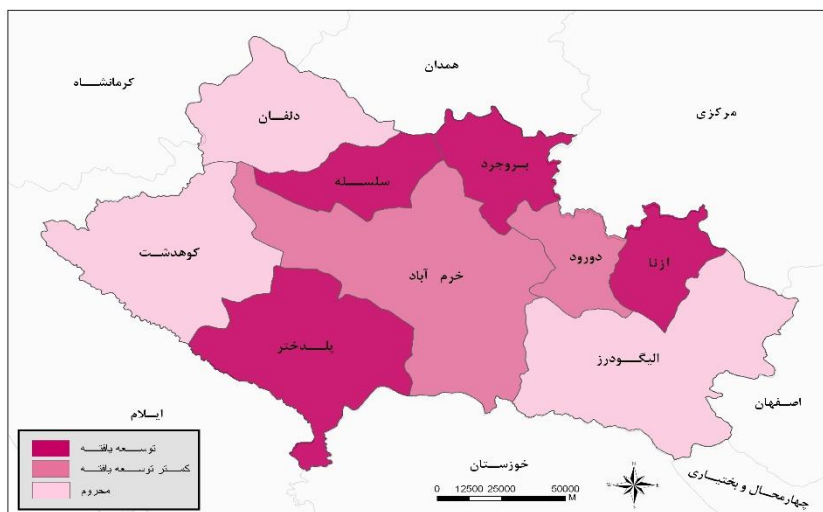 همدان
کرمانشاه
مرکزی
دلفان
بروجرد
سلسله
ازنا
دورود
کوهدشت
خرم آباد
پلدختر
الیگودرز
اصفهان
ایلام
خوزستان
چهارمحال و بختیاری
توسعه یافته
کمتر توسعه یافته
محروم
N
W
E
S
0 12500 25000 50000
M